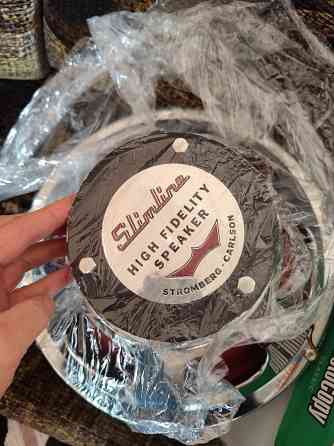 Slimline
HIGH FIDELITY
SPEAKER
STROMBERG - CARLSON